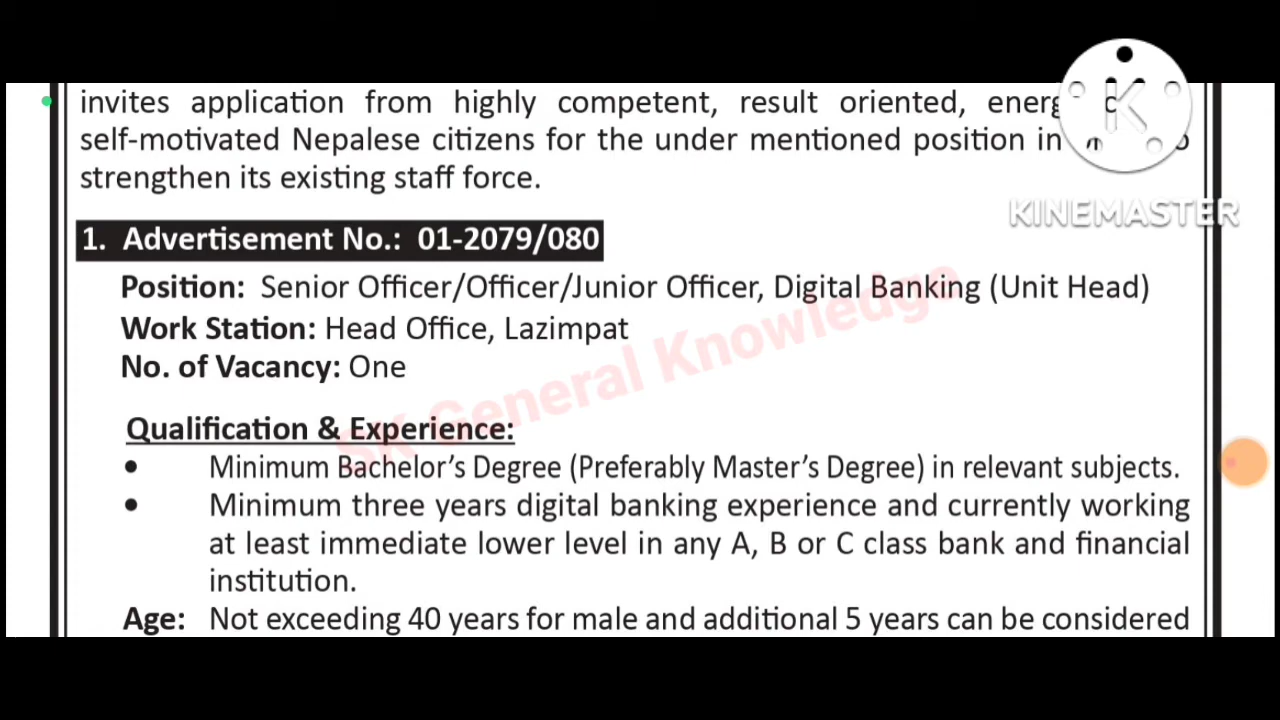 invites application from highly competent, result oriented,
self-motivated Nepalese citizens for the under mentioned position in
strengthen its existing staff force.
KINEMASTER
1. Advertisement No.: 01-2079/080
Position: Senior Officer/Officer/Junior Officer, Digital Banking (Unit Head)
Work Station: Head Office, Lazimpat
No. of Vacancy: One
SK General Knowledge
Qualification & Experience:
• Minimum Bachelor’s Degree (Preferably Master’s Degree) in relevant subjects.
• Minimum three years digital banking experience and currently working
at least immediate lower level in any A, B or C class bank and financial
institution.
Age: Not exceeding 40 years for male and additional 5 years can be considered